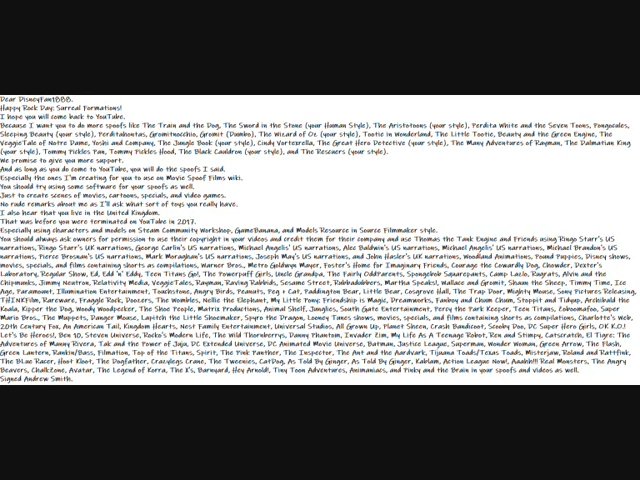 Dear DisneyFan1888.
Happy Rock Day: Surreal Formations!
I hope you will come back to YouTube.
Because I want you to do more spoofs like The Train and the Dog, The Sword in the Stone (your Human Style), The Aristotoons (your style), Perdita and the Seven Toons, Pongocules,
Sleeping Beauty (your style), Perditahontas, Gromitnocchio, Gromit (Dumbo), The Wizard of Oz (your style), Tootie in Wonderland, The Little Tootie, Beauty and the Green Engine, The
VeggieTale of Notre Dame, Yoshi and Company, The Jungle Book (your style), Cindy Vortexrella, The Great Hero Detective (your style), The Many Adventures of Rayman, The Dalmatian King
(your style), Tommy Pickles Pan, Tommy Pickles Hood, The Black Cauldron (your style), and The Rescuers (your style).
We promise to give you more support.
And as long as you come to YouTube, you will do the spoofs I said.
Especially the ones I'm creating for you to use on Movie Spoof Films wiki.
You should try using some software for your spoofs as well.
Just to create scenes of movies, cartoons, specials, and video games.
No rude remarks about me as I'll ask what sort of toys you really have.
I also hear that you live in the United Kingdom.
That was before you were terminated on YouTube in 2017.
Especially using characters and models on Steam Community Workshop, GameBanana, and Models Resource in Source Filmmaker style.
You should always ask owners for permission to use their copyright in your videos and credit them for their company and use Thomas the Tank Engine and Friends using Ringo Starr's US
narrations, Ringo Starr's UK narrations, George Carlin's US narrations, Michael Angelis' US narrations, Alec Baldwin's US narrations, Michael Angelis' US narrations, Michael Brandon's US
narrations, Pierce Brosnan's US narrations, Mark Moraghan's US narrations, Joseph May's US narrations, and John Hasler's UK narrations, Woodland Animations, Pound Puppies, Disney shows,
movies, specials, and films containing shorts as compilations, Warner Bros., Metro Goldwyn Mayer, Foster's Home for Imaginary Friends, Courage the Cowardly Dog, Chowder, Dexter's
Laboratory, Regular Show, Ed, Edd 'n' Eddy, Teen Titans Go!, The Powerpuff Girls, Uncle Grandpa, The Fairly OddParents, Spongebob Squarepants, Camp Lazlo, Rugrats, Alvin and the
Chipmunks, Jimmy Neutron, Relativity Media, VeggieTales, Rayman, Raving Rabbids, Sesame Street, Rubbadubbers, Martha Speaks!, Wallace and Gromit, Shaun the Sheep, Timmy Time, Ice
Age, Paramount, Illumination Entertainment, Touchstone, Angry Birds, Peanuts, Peg + Cat, Paddington Bear, Little Bear, Cosgrove Hall, The Trap Door, Mighty Mouse, Sony Pictures Releasing,
THINKFilm, Rareware, Fraggle Rock, Doozers, The Wombles, Nellie the Elephant, My Little Pony: Friendship is Magic, Dreamworks, Fanboy and Chum Chum, Stoppit and Tidyup, Archibald the
Koala, Kipper the Dog, Woody Woodpecker, The Shoe People, Matrix Productions, Animal Shelf, Junglies, South Gate Entertainment, Percy the Park Keeper, Teen Titans, Zoboomafoo, Super
Mario Bros., The Muppets, Danger Mouse, Lapitch the Little Shoemaker, Spyro the Dragon, Looney Tunes shows, movies, specials, and films containing shorts as compilations, Charlotte's Web,
20th Century Fox, An American Tail, Kingdom Hearts, Nest Family Entertainment, Universal Studios, All Grown Up, Planet Sheen, Crash Bandicoot, Scooby Doo, DC Super Hero Girls, OK K.O.!
Let's Be Heroes!, Ben 10, Steven Universe, Rocko's Modern Life, The Wild Thornberrys, Danny Phantom, Invader Zim, My Life As A Teenage Robot, Ren and Stimpy, Catscratch, El Tigre: The
Adventures of Manny Rivera, Tak and the Power of Juju, DC Extended Universe, DC Animated Movie Universe, Batman, Justice League, Superman, Wonder Woman, Green Arrow, The Flash,
Green Lantern, Rankin/Bass, Filmation, Top of the Titans, Spirit, The Pink Panther, The Inspector, The Ant and the Aardvark, Tijuana Toads/Texas Toads, Misterjaw, Roland and Rattfink,
The Blue Racer, Hoot Kloot, The Dogfather, Crazylegs Crane, The Tweenies, CatDog, As Told By Ginger, As Told By Ginger, Kablam, Action League Now!, Aaahh!!! Real Monsters, The Angry
Beavers, ChalkZone, Avatar, The Legend of Korra, The X's, Barnyard, Hey Arnold!, Tiny Toon Adventures, Animaniacs, and Pinky and the Brain in your spoofs and videos as well.
Signed Andrew Smith.